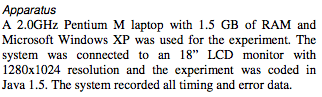 Apparatus
A 2.0GHz Pentium M laptop with 1.5 GB of RAM and
Microsoft Windows XP was used for the experiment. The
system was connected to an 18” LCD monitor with
1280x1024 resolution and the experiment was coded in
Java 1.5. The system recorded all timing and error data.